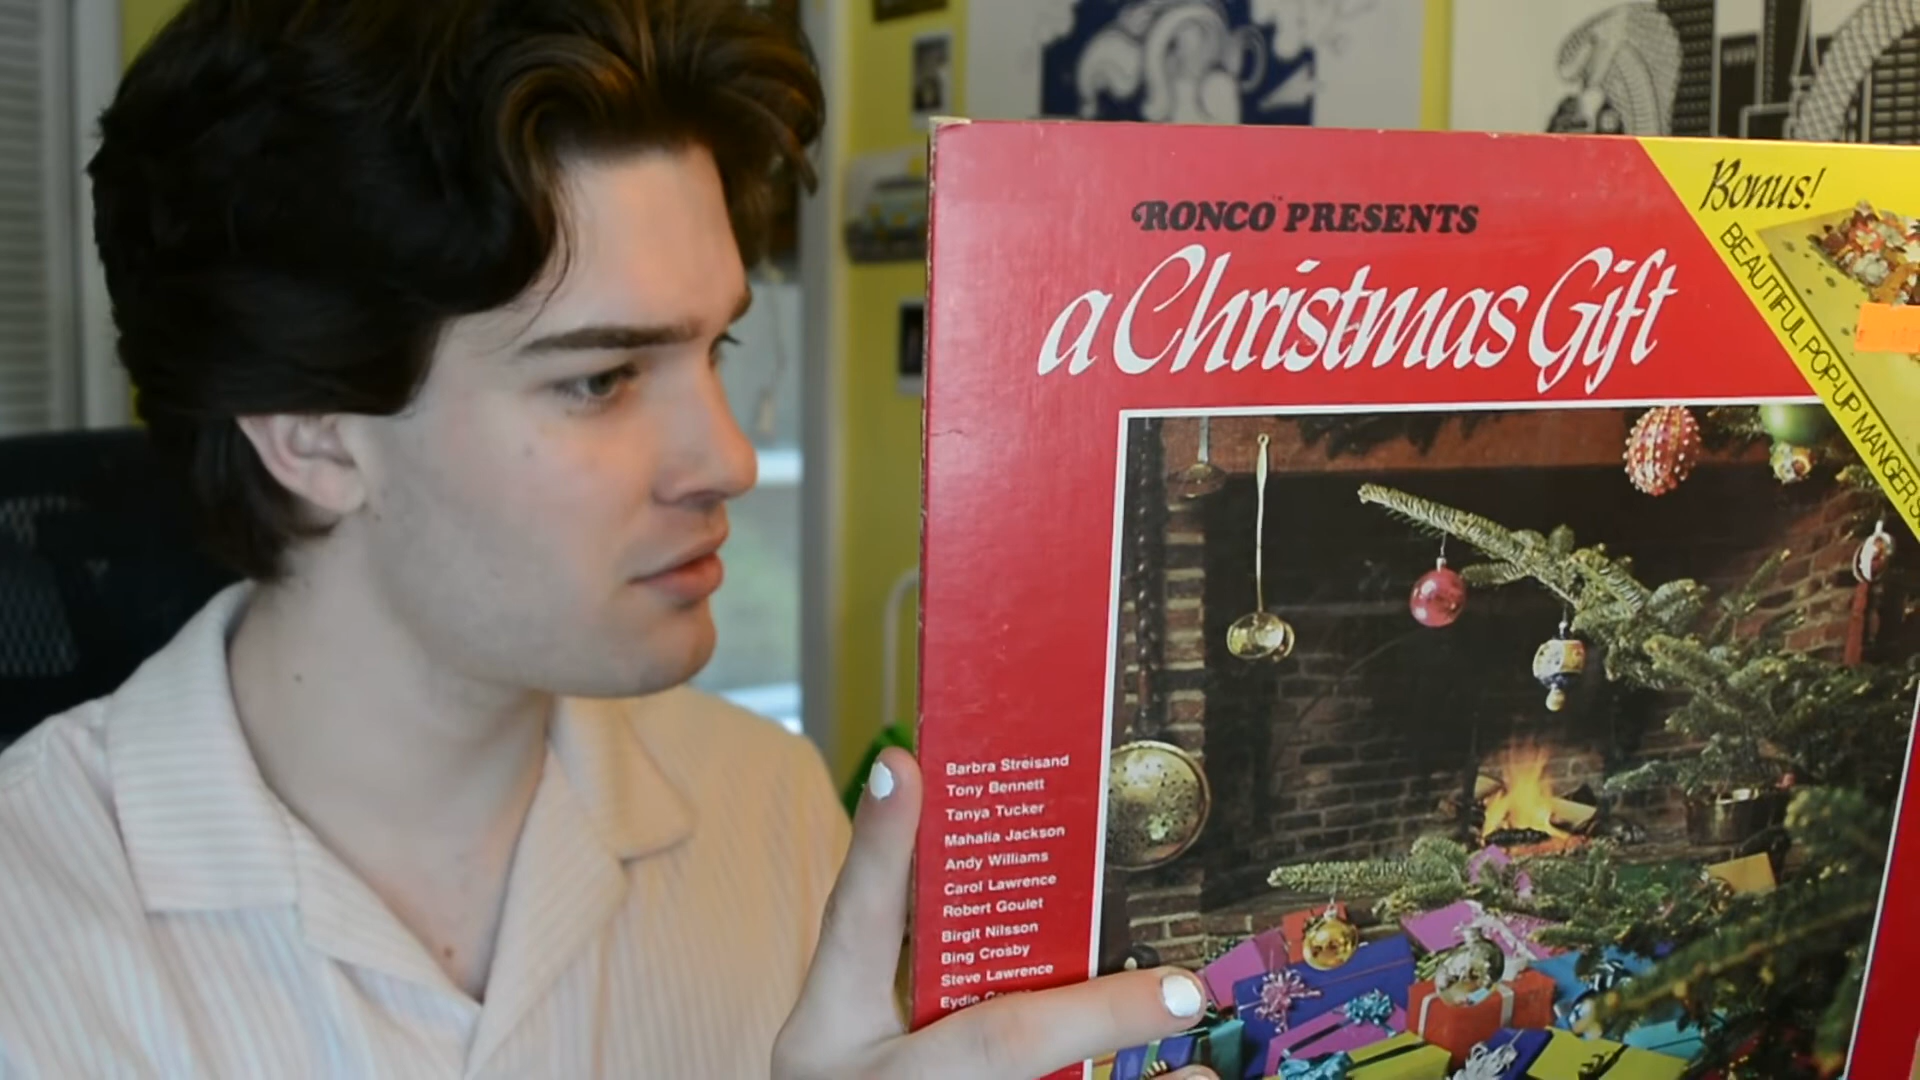 RONCO PRESENTS
a Christmas Gift
Bonus!
BEAUTIFUL POP-UP MANGER
Barbra Streisand
Tony Bennett
Tanya Tucker
Mahalia Jackson
Andy Williams
Carol Lawrence
Robert Goulet
Birgit Nilsson
Bing Crosby
Steve Lawrence
Eydie